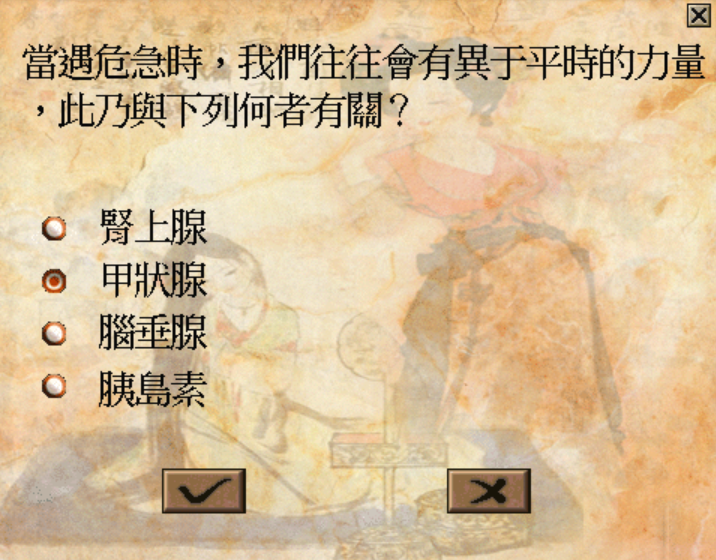 當遇危急時，我們往往會有異于平時的力量
，此乃與下列何者有關？
腎上腺
甲狀腺
腦垂腺
胰島素